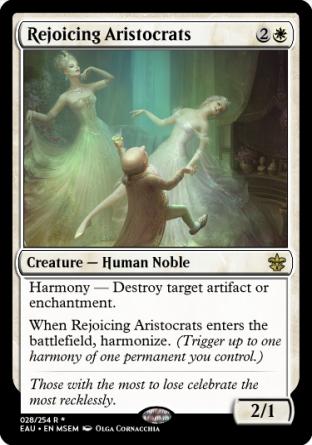 Rejoicing Aristocrats 2
Creature — Human Noble
Harmony — Destroy target artifact or
enchantment.
When Rejoicing Aristocrats enters the
battlefield, harmonize. (Trigger up to one
harmony of one permanent you control.)
Those with the most to lose celebrate the
most recklessly.
2/1
028/254 R *
EAU • EN MSEM Olga Cornacchia